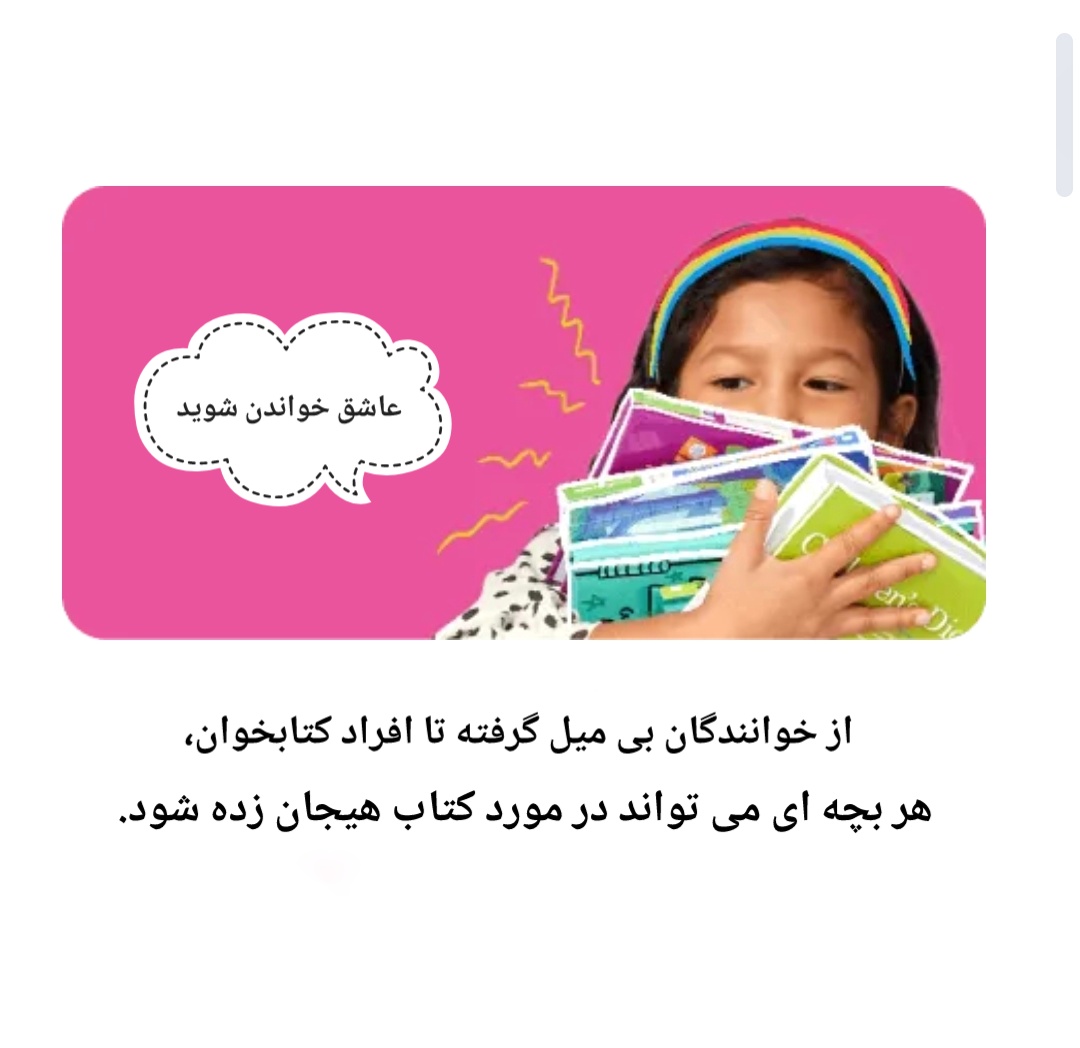 عاشق خواندن شوید
از خوانندگان بی میل گرفته تا افراد کتابخوان،
هر بچه ای می تواند در مورد کتاب هیجان زده شود.